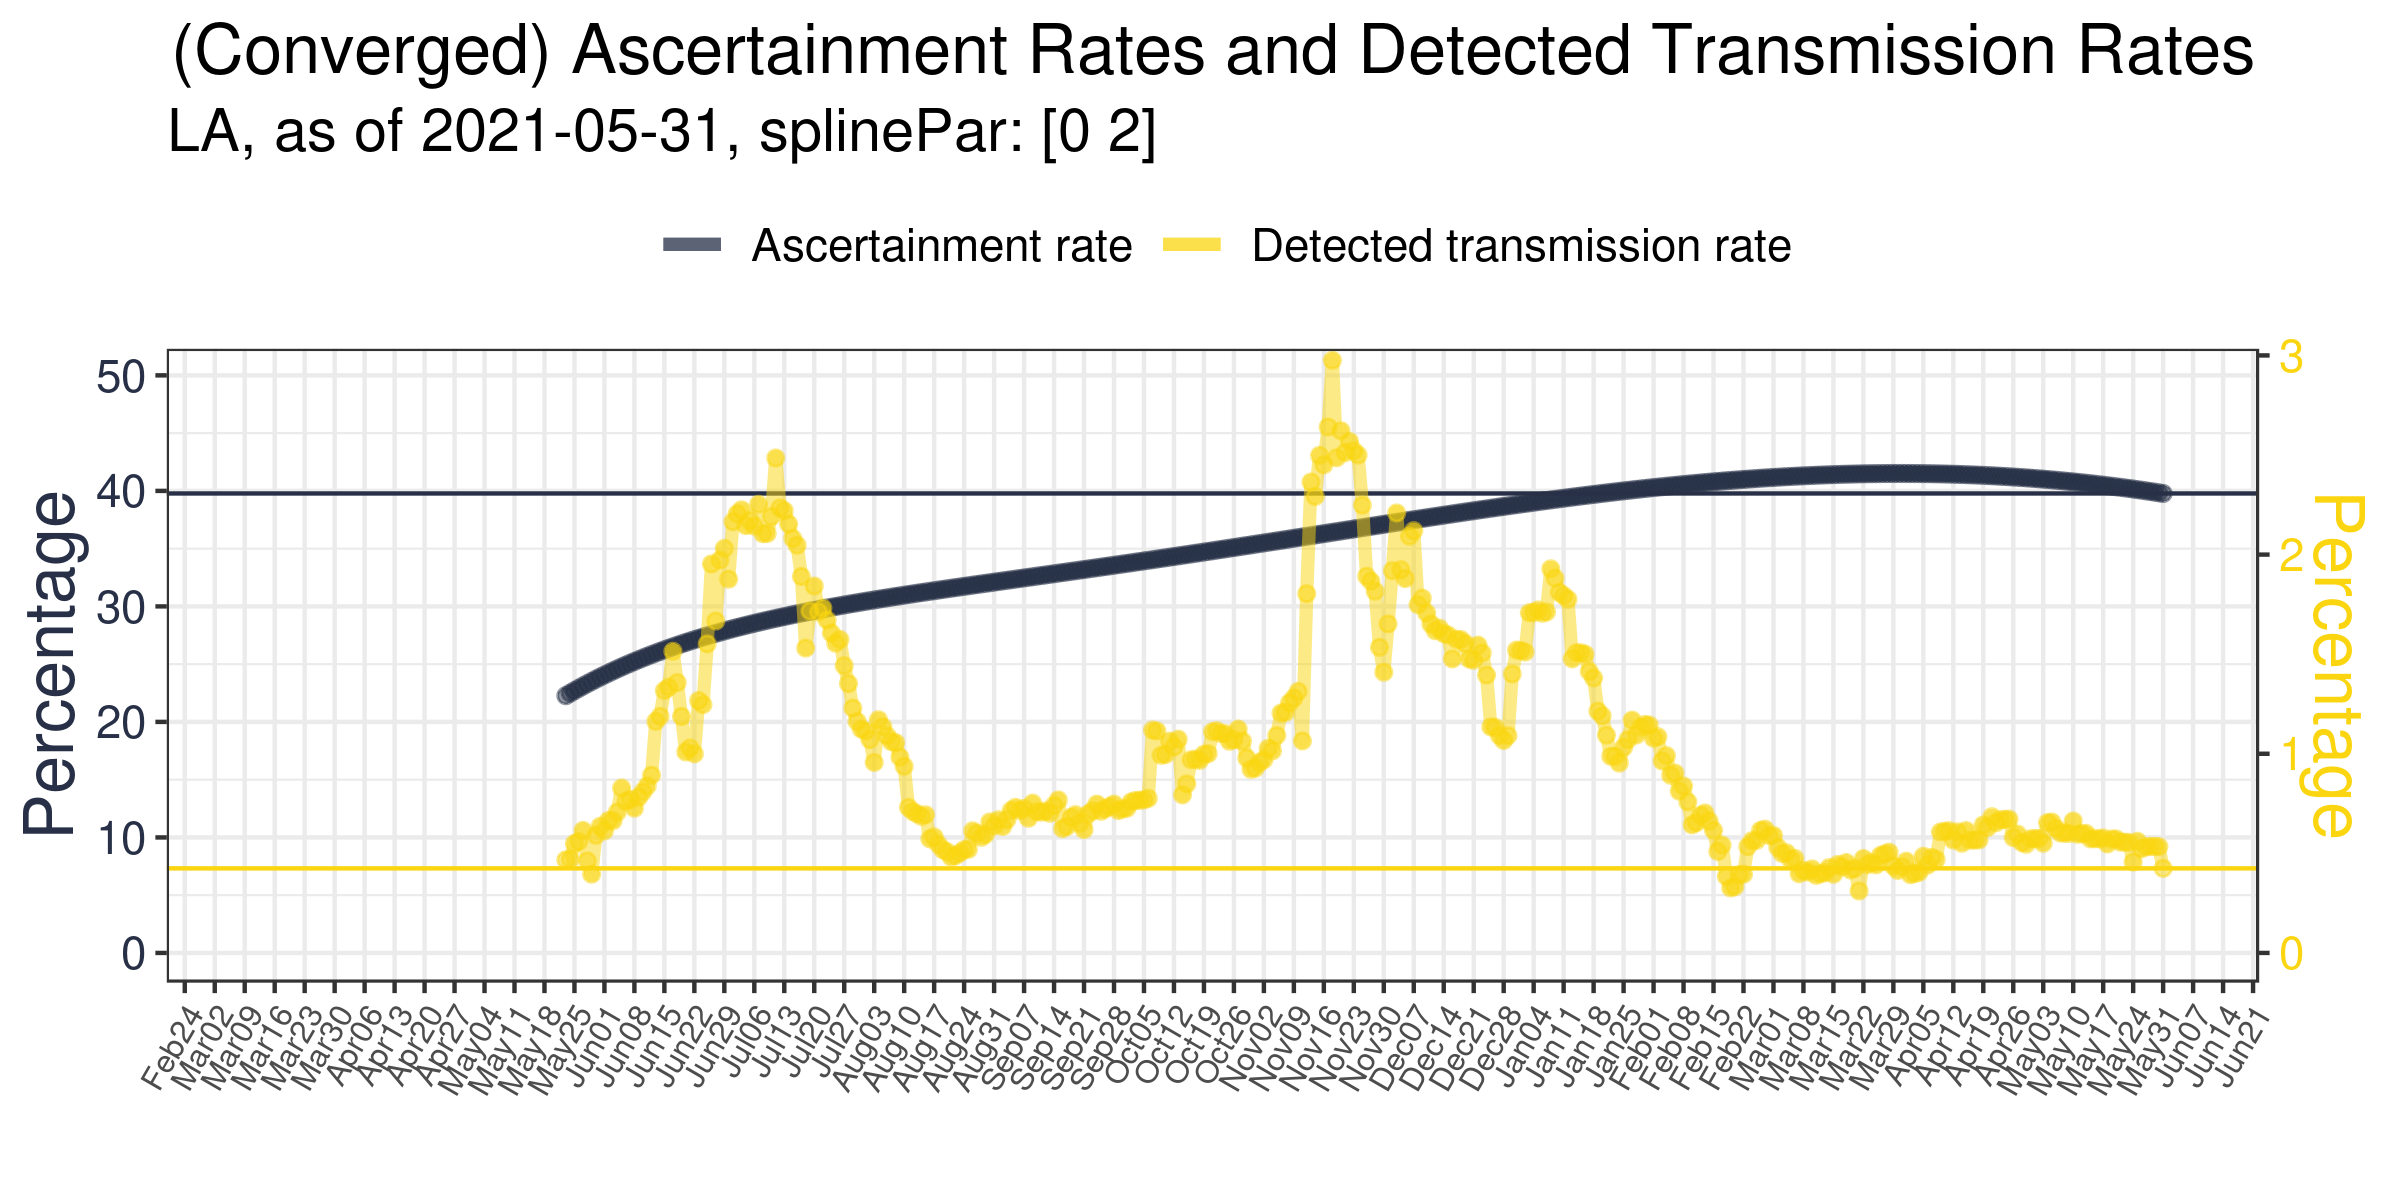 (Converged) Ascertainment Rates and Detected Transmission Rates
LA, as of 2021-05-31, splinePar: [0 2]
Ascertainment rate Detected transmission rate
Percentage
50
40
30
20
10
0
3
2
1
0
Percentage
Feb24 Mar02 Mar09 Mar16 Mar23 Mar30 Apr06 Apr13 Apr20 Apr27 May04 May11 May18 May25 Jun01 Jun08 Jun15 Jun22 Jun29 Jul06 Jul13 Jul20 Jul27 Aug03 Aug10 Aug17 Aug24 Aug31 Sep07 Sep14 Sep21 Sep28 Oct05 Oct12 Oct19 Oct26 Nov02 Nov09 Nov16 Nov23 Nov30 Dec07 Dec14 Dec21 Dec28 Jan04 Jan11 Jan18 Jan25 Feb01 Feb08 Feb15 Feb22 Mar01 Mar08 Mar15 Mar22 Mar29 Apr05 Apr12 Apr19 Apr26 May03 May10 May17 May24 May31 Jun07 Jun14 Jun21